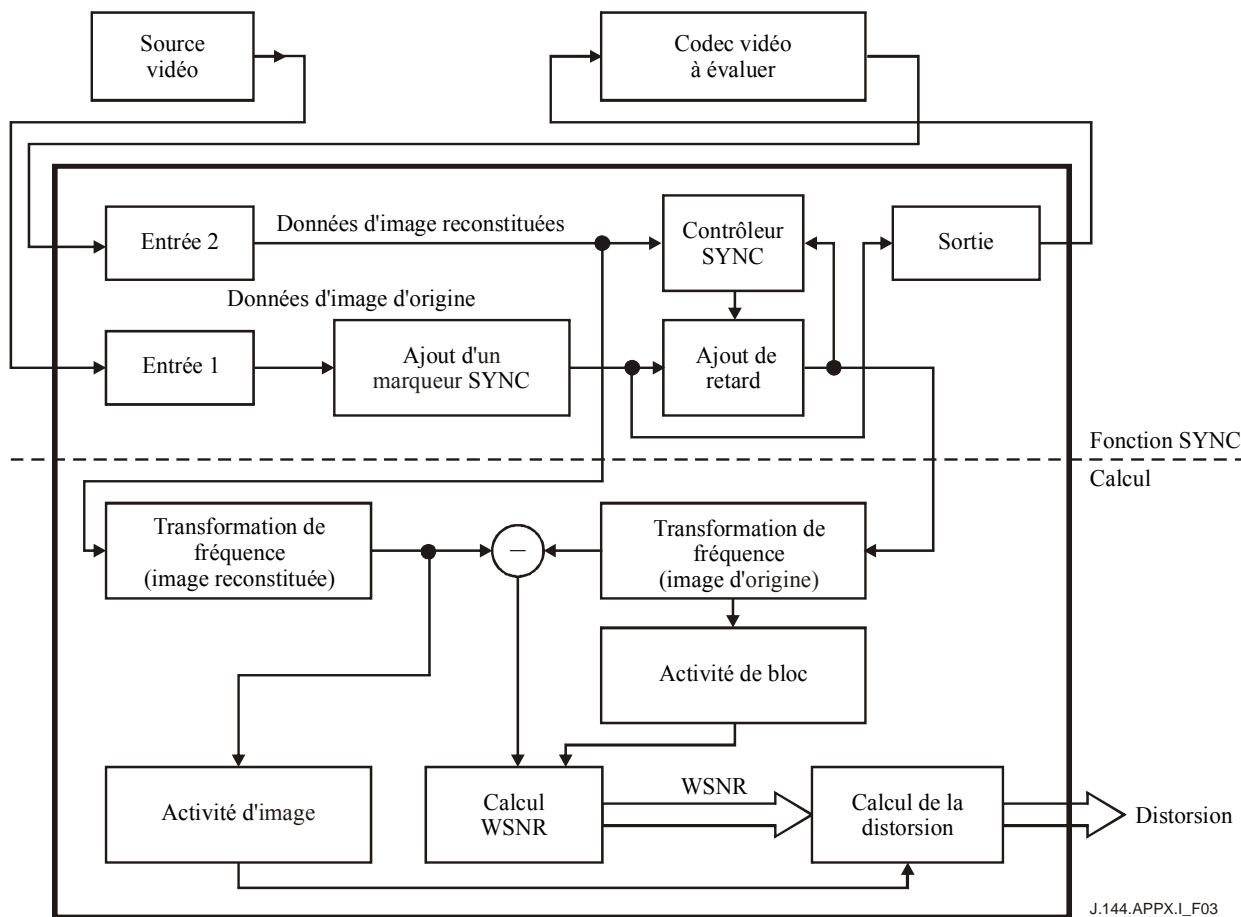 Source
vidéo
Codec vidéo
à évaluer
Entrée 2
Données d'image reconstituées
Contrôleur
SYNC
Sortie
Données d'image d'origine
Entrée 1
Ajout d'un
marqueur SYNC
Ajout de
retard
Fonction SYNC
Calcul
Transformation de
fréquence
(image reconstituée)
–
Transformation de
fréquence
(image d'origine)
Activité de bloc
Activité d'image
Calcul
WSNR
WSNR
Calcul de la
distorsion
Distorsion
J.144.APPX.I_F03